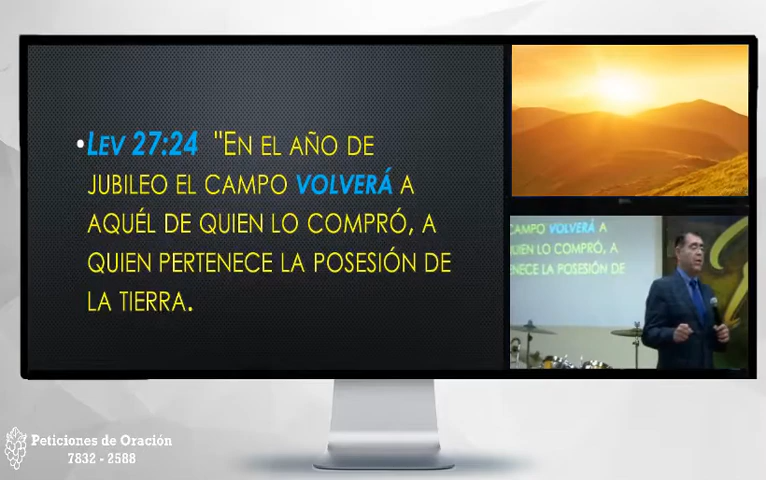 •LEV 27:24 "EN EL AÑO DE
JUBILEO EL CAMPO VOLVERÁ A
AQUÉL DE QUIEN LO COMPRÓ, A
QUIEN PERTENECE LA POSESIÓN DE
LA TIERRA.
CAMPO VOLVERÁ A
QUIEN LO COMPRÓ, A
ENECE LA POSESIÓN DE
Peticiones de Oración
7832 - 2588